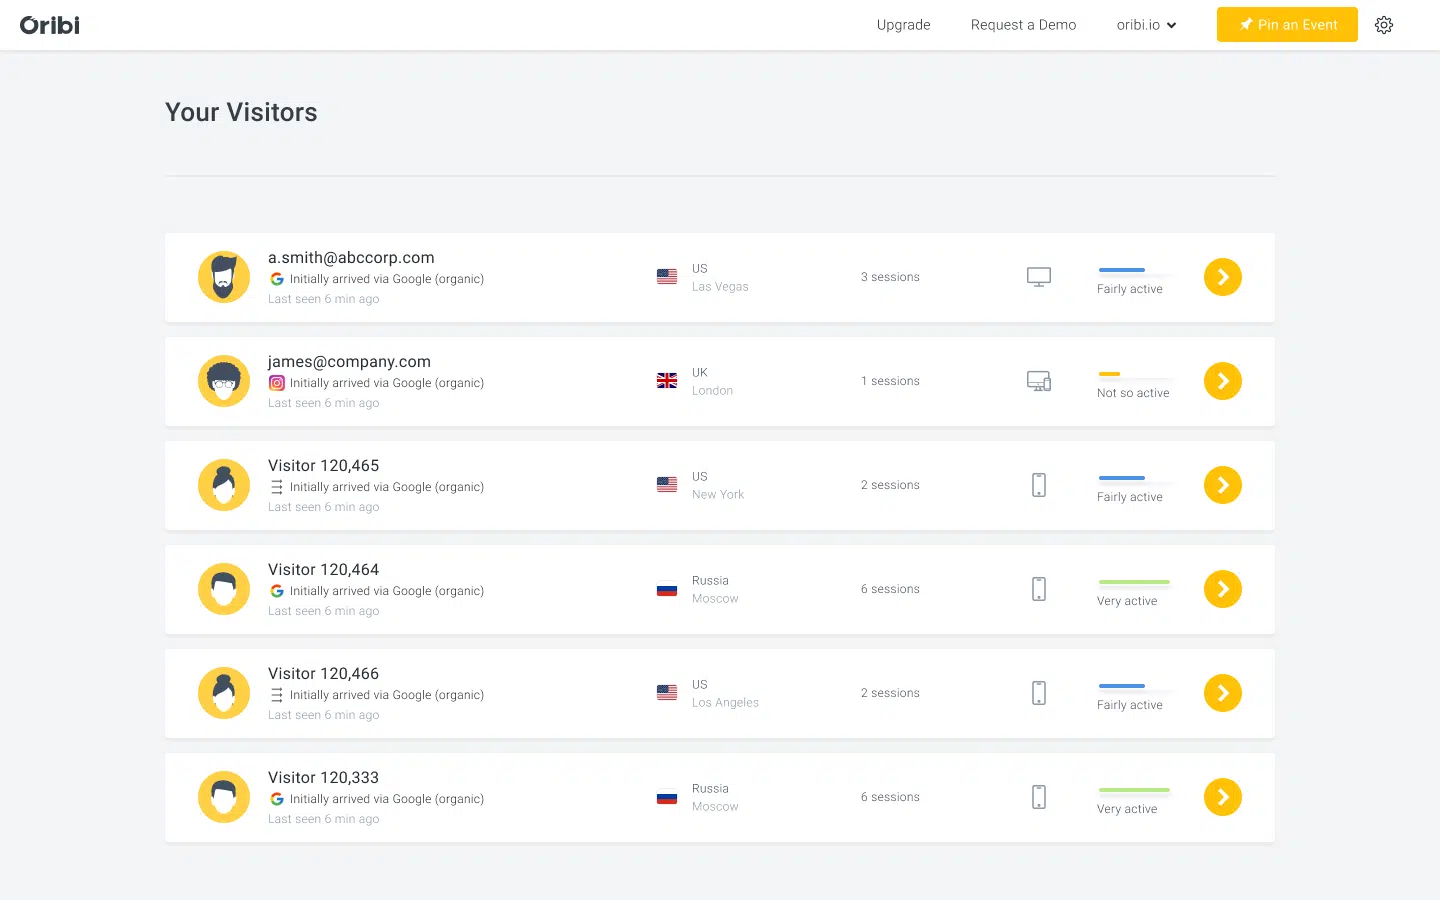 Oribi
Upgrade
Request a Demo
oribi.io
Pin an Event
Your Visitors
a.smith@abccorp.com
Initially arrived via Google (organic)
Last seen 6 min ago
US
Las Vegas
3 sessions
Fairly active
james@company.com
Initially arrived via Google (organic)
Last seen 6 min ago
UK
London
1 sessions
Not so active
Visitor 120,465
Initially arrived via Google (organic)
Last seen 6 min ago
US
New York
2 sessions
Fairly active
Visitor 120,464
Initially arrived via Google (organic)
Last seen 6 min ago
Russia
Moscow
6 sessions
Very active
Visitor 120,466
Initially arrived via Google (organic)
Last seen 6 min ago
US
Los Angeles
2 sessions
Fairly active
Visitor 120,333
Initially arrived via Google (organic)
Last seen 6 min ago
Russia
Moscow
6 sessions
Very active